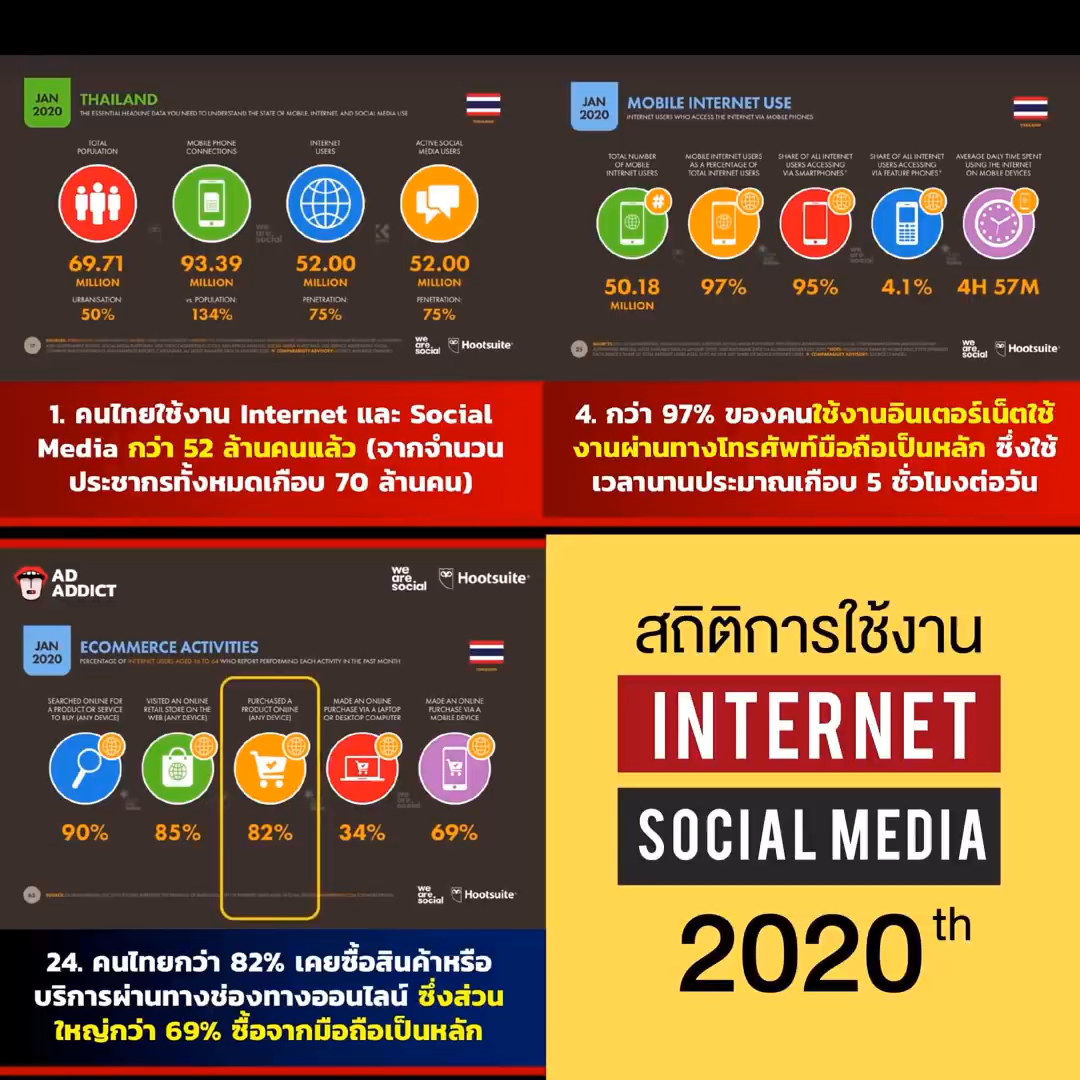 JAN
2020
THAILAND
THE ESSENTIAL HEADLINE DATA YOU NEED TO UNDERSTAND THE STATE OF MOBILE, INTERNET, AND SOCIAL MEDIA USE
THAILAND
TOTAL
POPULATION
MOBILE PHONE
CONNECTIONS
INTERNET
USERS
ACTIVE SOCIAL
MEDIA USERS
69.71
MILLION
93.39
MILLION
52.00
MILLION
52.00
MILLION
URBANISATION
50%
vs. POPULATION:
134%
PENETRATION:
75%
PENETRATION:
75%
17
we
are.
social
Hootsuite
1. คนไทยใช้งาน Internet และ Social
Media กว่า 52 ล้านคนแล้ว (จากจำนวน
ประชากรทั้งหมดเกือบ 70 ล้านคน)
JAN
2020
MOBILE INTERNET USE
INTERNET USERS WHO ACCESS THE INTERNET VIA MOBILE PHONES
THAILAND
TOTAL NUMBER
OF MOBILE
INTERNET USERS
MOBILE INTERNET USERS
AS A PERCENTAGE OF
TOTAL INTERNET USERS
SHARE OF ALL INTERNET
USERS ACCESSING
VIA SMARTPHONES*
SHARE OF ALL INTERNET
USERS ACCESSING
VIA FEATURE PHONES*
AVERAGE DAILY TIME SPENT
USING THE INTERNET
ON MOBILE DEVICES
#
50.18
MILLION
97%
95%
4.1%
4H 57M
we
are.
social
Hootsuite
4. กว่า 97% ของคนใช้งานอินเตอร์เน็ตใช้
งานผ่านทางโทรศัพท์มือถือเป็นหลัก ซึ่งใช้
เวลานานประมาณเกือบ 5 ชั่วโมงต่อวัน
AD
ADDICT
we
are.
social
Hootsuite
JAN
2020
ECOMMERCE ACTIVITIES
PERCENTAGE OF INTERNET USERS AGED 16 TO 64 WHO REPORT PERFORMING EACH ACTIVITY IN THE PAST MONTH
THAILAND
SEARCHED ONLINE FOR
A PRODUCT OR SERVICE
TO BUY (ANY DEVICE)
VISITED AN ONLINE
RETAIL STORE ON THE
WEB (ANY DEVICE)
PURCHASED A
PRODUCT ONLINE
(ANY DEVICE)
MADE AN ONLINE
PURCHASE VIA A LAPTOP
OR DESKTOP COMPUTER
MADE AN ONLINE
PURCHASE VIA A
MOBILE DEVICE
90%
85%
82%
34%
69%
we
are.
social
Hootsuite
24. คนไทยกว่า 82% เคยซื้อสินค้าหรือ
บริการผ่านทางช่องทางออนไลน์ ซึ่งส่วน
ใหญ่กว่า 69% ซื้อจากมือถือเป็นหลัก
สถิติการใช้งาน
INTERNET
SOCIAL MEDIA
2020th